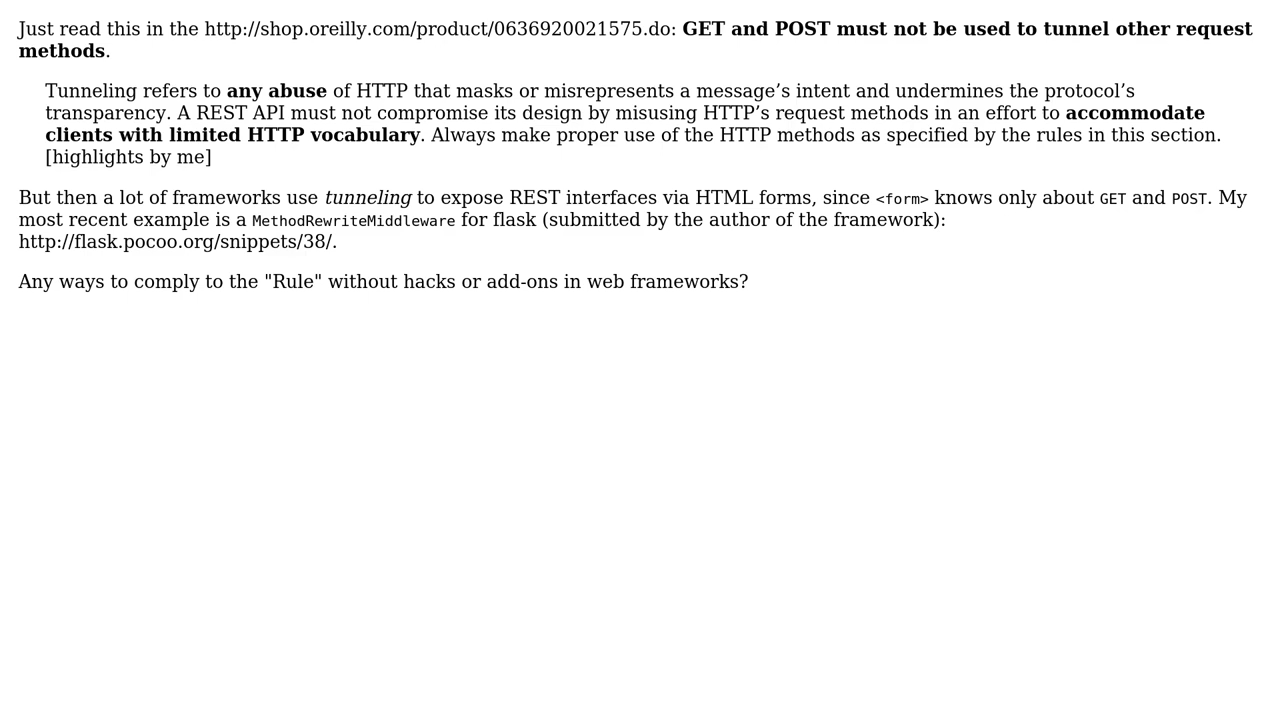 Just read this in the http://shop.oreilly.com/product/0636920021575.do: GET and POST must not be used to tunnel other request
methods.
Tunneling refers to any abuse of HTTP that masks or misrepresents a message’s intent and undermines the protocol’s
transparency. A REST API must not compromise its design by misusing HTTP’s request methods in an effort to accommodate
clients with limited HTTP vocabulary. Always make proper use of the HTTP methods as specified by the rules in this section.
[highlights by me]
But then a lot of frameworks use tunneling to expose REST interfaces via HTML forms, since <form> knows only about GET and POST. My
most recent example is a MethodRewriteMiddleware for flask (submitted by the author of the framework):
http://flask.pocoo.org/snippets/38/.
Any ways to comply to the "Rule" without hacks or add-ons in web frameworks?